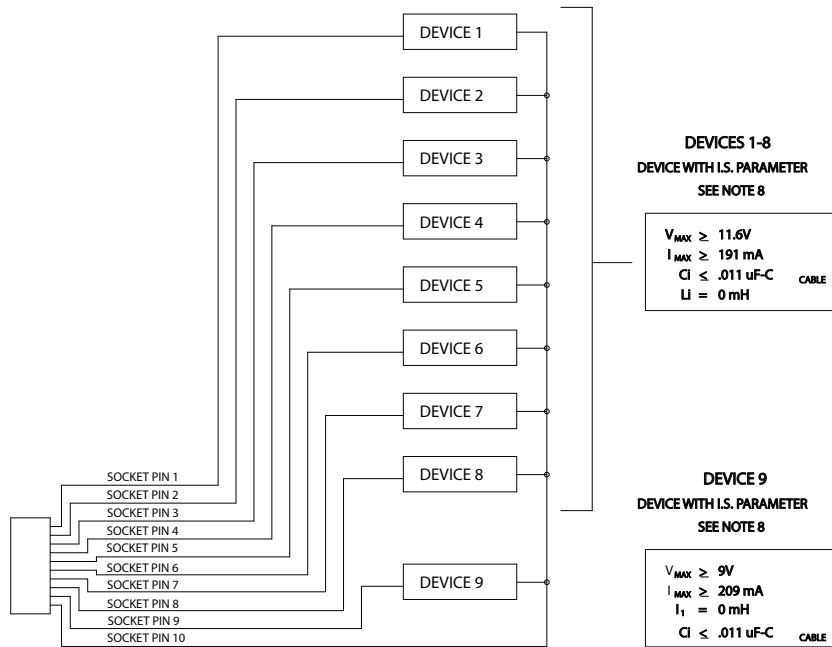 DEVICE 1
DEVICE 2
DEVICE 3
DEVICE 4
DEVICE 5
DEVICE 6
DEVICE 7
DEVICE 8
DEVICE 9
SOCKET PIN 1
SOCKET PIN 2
SOCKET PIN 3
SOCKET PIN 4
SOCKET PIN 5
SOCKET PIN 6
SOCKET PIN 7
SOCKET PIN 8
SOCKET PIN 9
SOCKET PIN 10
DEVICES 1-8
DEVICE WITH I.S. PARAMETER
SEE NOTE 8
VMAX ≥ 11.6V
IMAX ≥ 191 mA
Ci ≤ .011 uF-C CABLE
Li = 0 mH
DEVICE 9
DEVICE WITH I.S. PARAMETER
SEE NOTE 8
VMAX ≥ 9V
IMAX ≥ 209 mA
I1 = 0 mH
Ci ≤ .011 uF-C CABLE